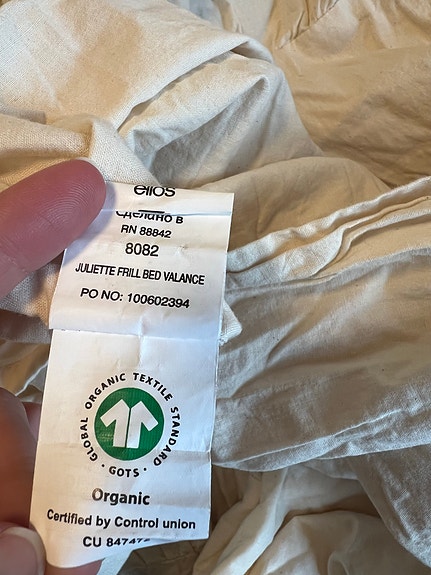 ellos
Сделано в
RN 88842
8082
JULIETTE FRILL BED VALANCE
PO NO: 100602394
GLOBAL ORGANIC TEXTILE STANDARD
· GOTS ·
Organic
Certified by Control union